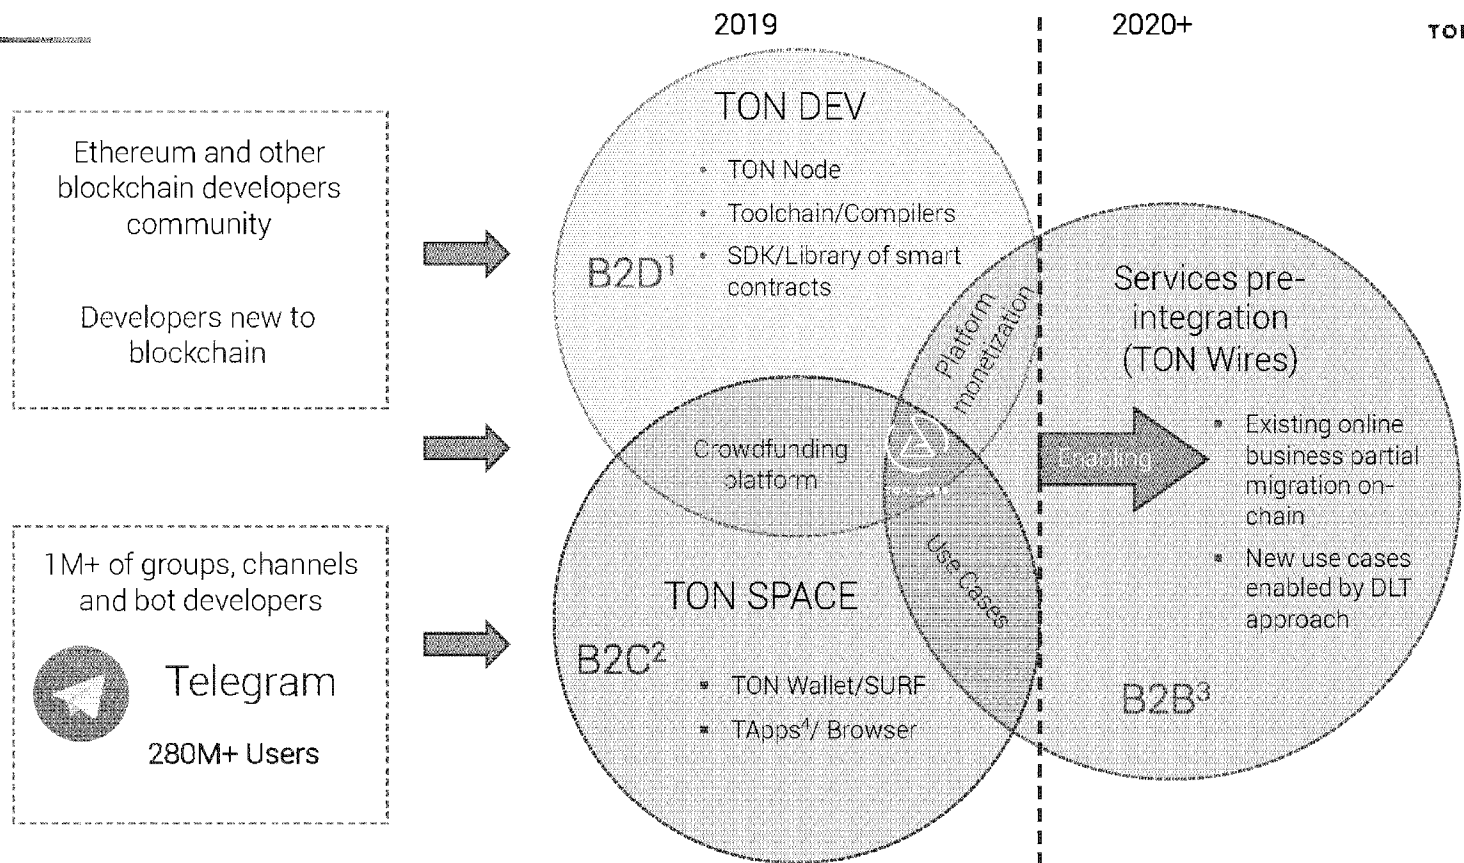 2019
2020+
Ethereum and other
blockchain developers
community
Developers new to
blockchain
1M+ of groups, channels
and bot developers
Telegram
280M+ Users
TON DEV
• TON Node
• Toolchain/Compilers
• SDK/Library of smart
contracts
B2D¹
Platform
monetization
Crowdfunding
platform
Use Cases
TON SPACE
B2C²
▪ TON Wallet/SURF
▪ TApps⁴/ Browser
Enabling
Services pre-
integration
(TON Wires)
▪ Existing online
business partial
migration on-
chain
▪ New use cases
enabled by DLT
approach
B2B³